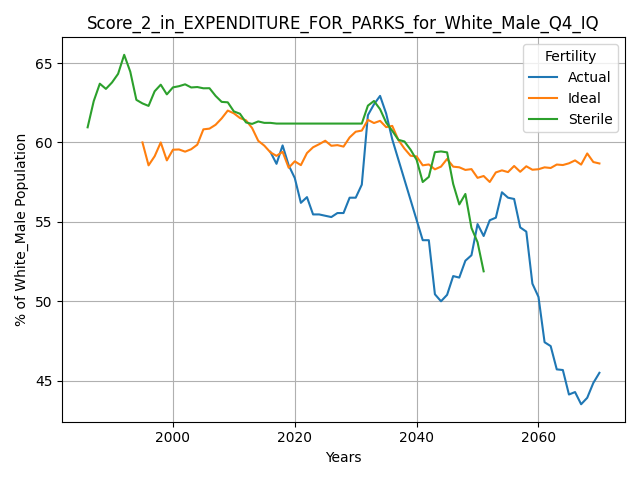 Score_2_in_EXPENDITURE_FOR_PARKS_for_White_Male_Q4_IQ
Fertility
Actual
Ideal
Sterile
% of White_Male Population
65
60
55
50
45
2000 2020 2040 2060
Years